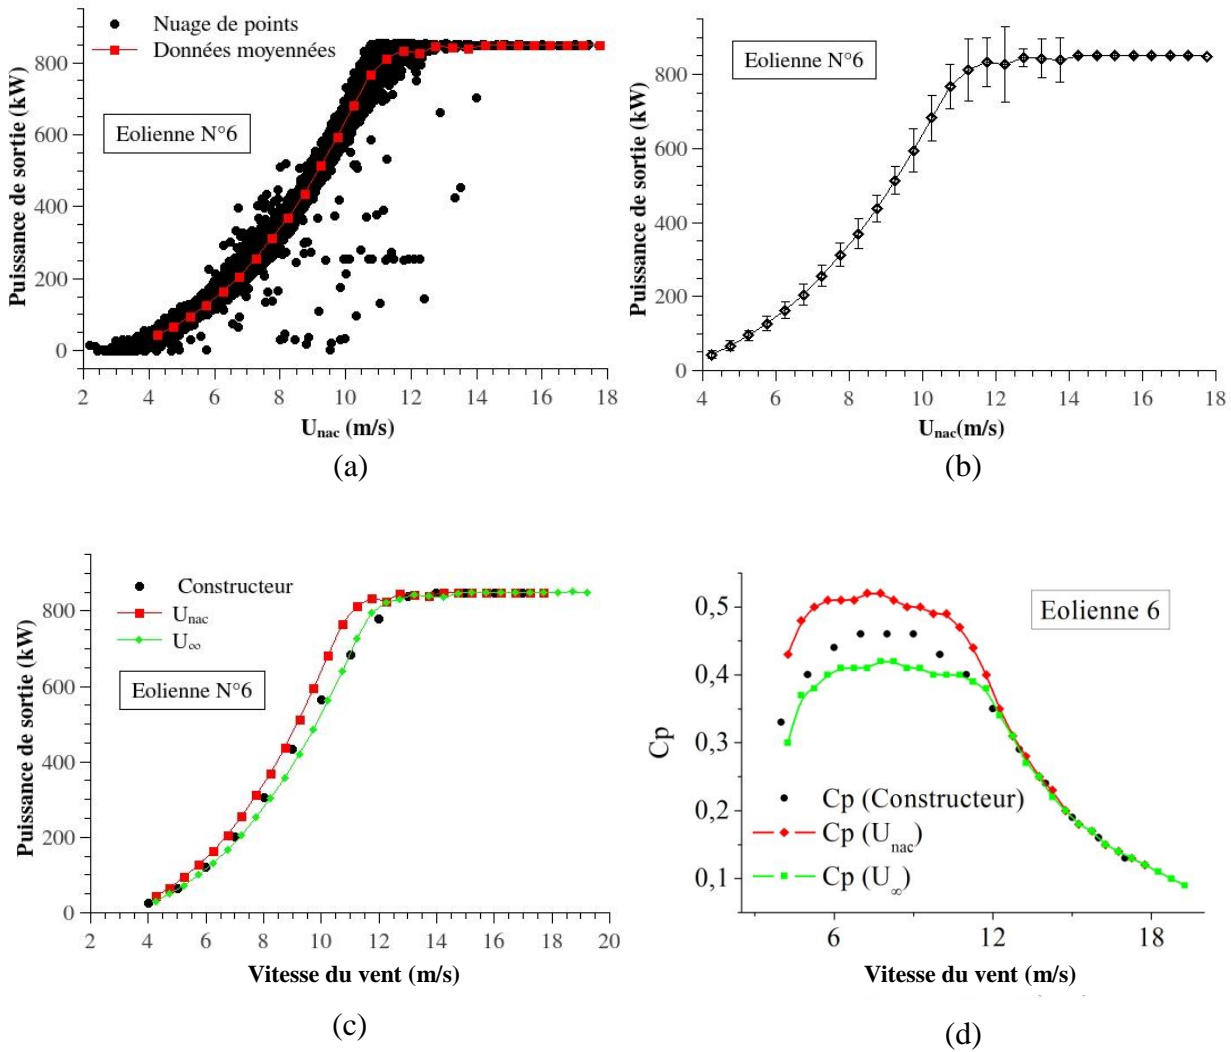 Nuage de points
Données moyennées
Eolienne N°6
Puissance de sortie (kW)
800
600
400
200
0
2 4 6 8 10 12 14 16 18
Unac (m/s)
(a)
Eolienne N°6
Puissance de sortie (kW)
800
600
400
200
0
4 6 8 10 12 14 16 18
Unac(m/s)
(b)
Constructeur
Unac
U∞
Eolienne N°6
Puissance de sortie (kW)
800
600
400
200
0
2 4 6 8 10 12 14 16 18 20
Vitesse du vent (m/s)
(c)
Eolienne 6
Cp
0,5
0,4
0,3
0,2
0,1
Cp (Constructeur)
Cp (Unac)
Cp (U∞)
6 12 18
Vitesse du vent (m/s)
(d)